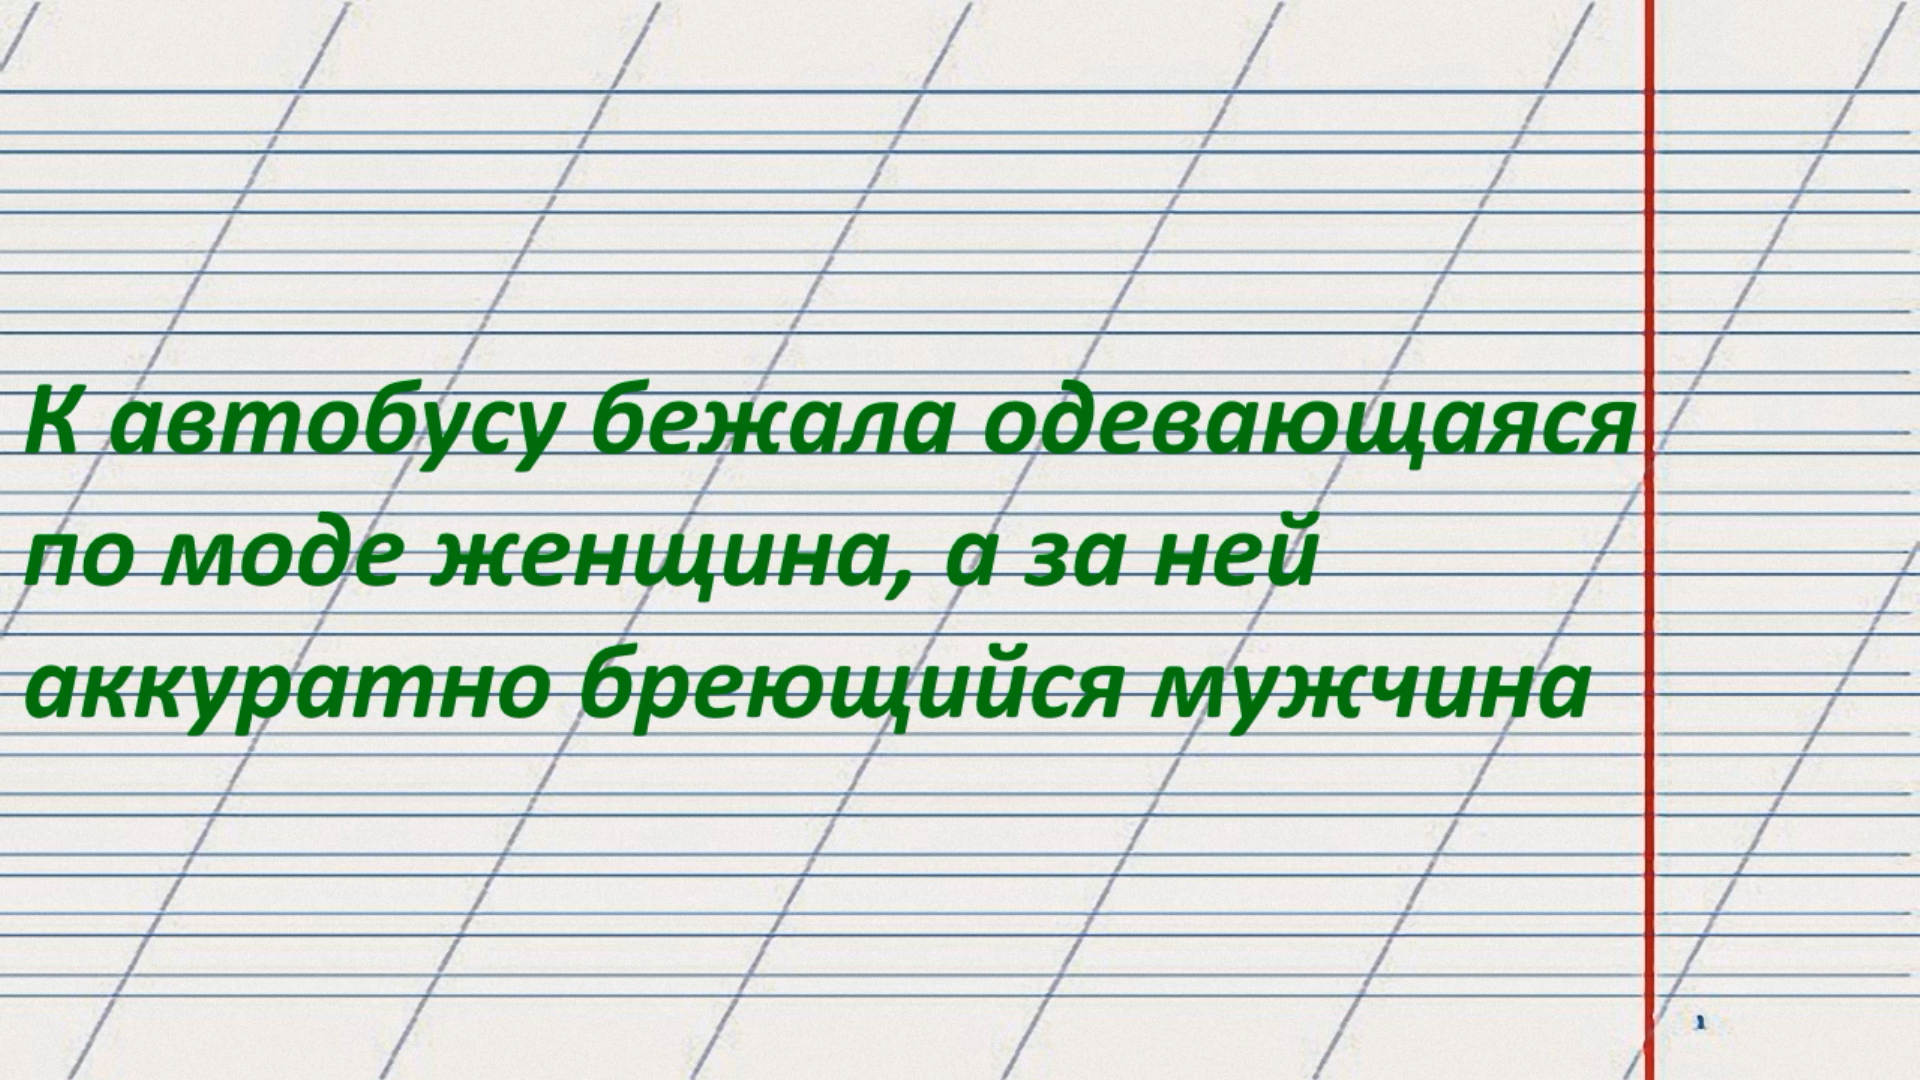 К автобусу бежала одевающаяся
по моде женщина, а за ней
аккуратно бреющийся мужчина